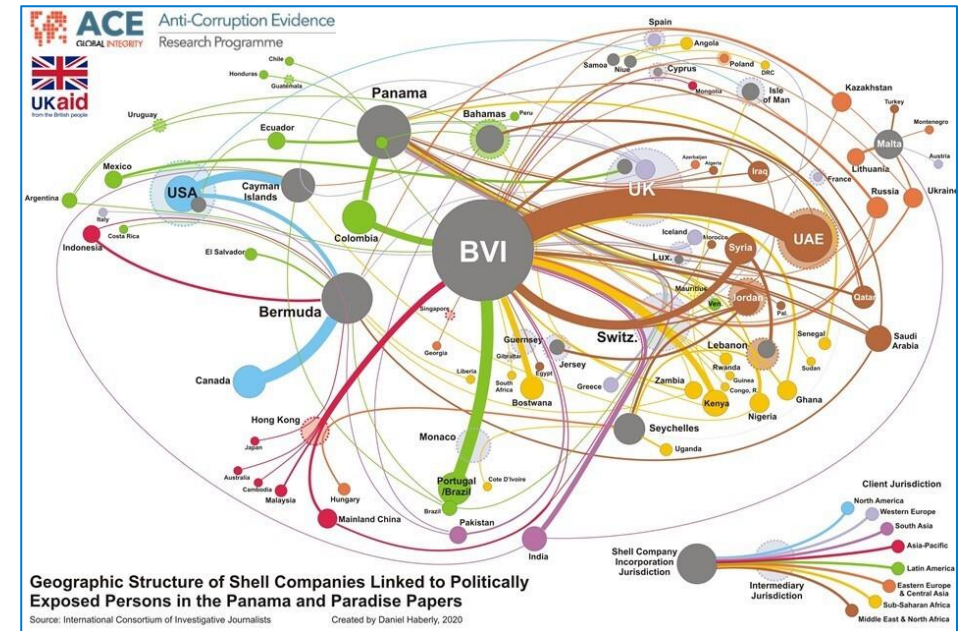 ACE
GLOBAL INTEGRITY
Anti-Corruption Evidence
Research Programme
UKaid
from the British people
Spain
Angola
Samoa
Niue
Cyprus
Poland
DRC
Mongolia
Isle
of Man
Kazakhstan
Turkey
Montenegro
Malta
Austria
Lithuania
France
Russia
Ukraine
Chile
Honduras
Guatemala
Uruguay
Panama
Bahamas
Peru
Ecuador
Mexico
USA
Cayman
Islands
Argentina
Italy
Costa Rica
Indonesia
Colombia
El Salvador
BVI
UK
Azerbaijan
Algeria
Iraq
Iceland
Morocco
Lux.
Syria
UAE
Mauritius
Ven
Jordan
Pal.
Qatar
Saudi
Arabia
Bermuda
Singapore
Georgia
Switz.
Guernsey
Gibraltar
Jersey
Egypt
Lebanon
Senegal
Sudan
Rwanda
Guinea
Congo, R.
Canada
Liberia
South
Africa
Botswana
Greece
Zambia
Kenya
Nigeria
Ghana
Hong Kong
Japan
Australia
Cambodia
Malaysia
Hungary
Mainland China
Monaco
Cote D'Ivoire
Portugal
/Brazil
Brazil
Pakistan
India
Seychelles
Uganda
Client Jurisdiction
North America
Western Europe
South Asia
Asia-Pacific
Latin America
Eastern Europe
& Central Asia
Sub-Saharan Africa
Middle East & North Africa
Shell Company
Incorporation
Jurisdiction
Intermediary
Jurisdiction
Geographic Structure of Shell Companies Linked to Politically
Exposed Persons in the Panama and Paradise Papers
Source: International Consortium of Investigative Journalists Created by Daniel Haberly, 2020